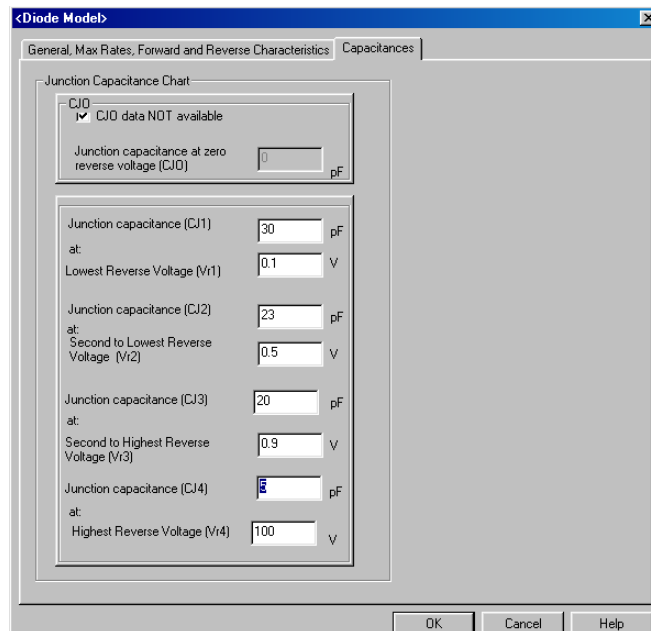 <Diode Model>
General, Max Rates, Forward and Reverse Characteristics
Capacitances
Junction Capacitance Chart
CJO
CJO data NOT available
Junction capacitance at zero
reverse voltage (CJO)
0
pF
Junction capacitance (CJ1)
30
pF
at:
Lowest Reverse Voltage (Vr1)
0.1
V
Junction capacitance (CJ2)
23
pF
at:
Second to Lowest Reverse
Voltage (Vr2)
0.5
V
Junction capacitance (CJ3)
20
pF
at:
Second to Highest Reverse
Voltage (Vr3)
0.9
V
Junction capacitance (CJ4)
5
pF
at:
Highest Reverse Voltage (Vr4)
100
V
OK
Cancel
Help